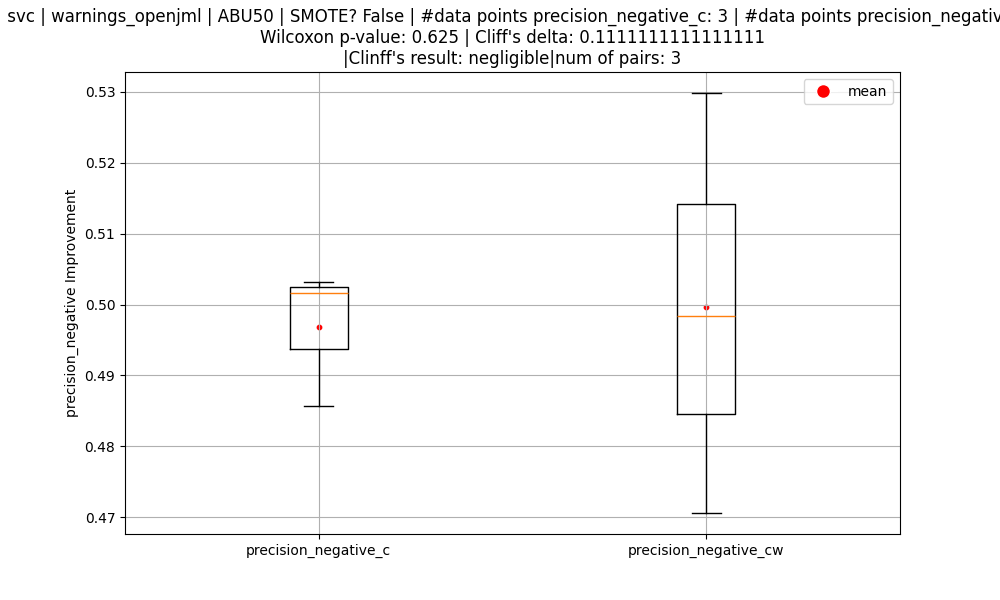 svc | warnings_openjml | ABU50 | SMOTE? False | #data points precision_negative_c: 3 | #data points
Wilcoxon p-value: 0.625 | Cliff's delta: 0.1111111111111111
|Clinff's result: negligible|num of pairs: 3
mean
0.53
0.52
0.51
0.50
0.49
0.48
0.47
precision_negative Improvement
precision_negative_c
precision_negative_cw